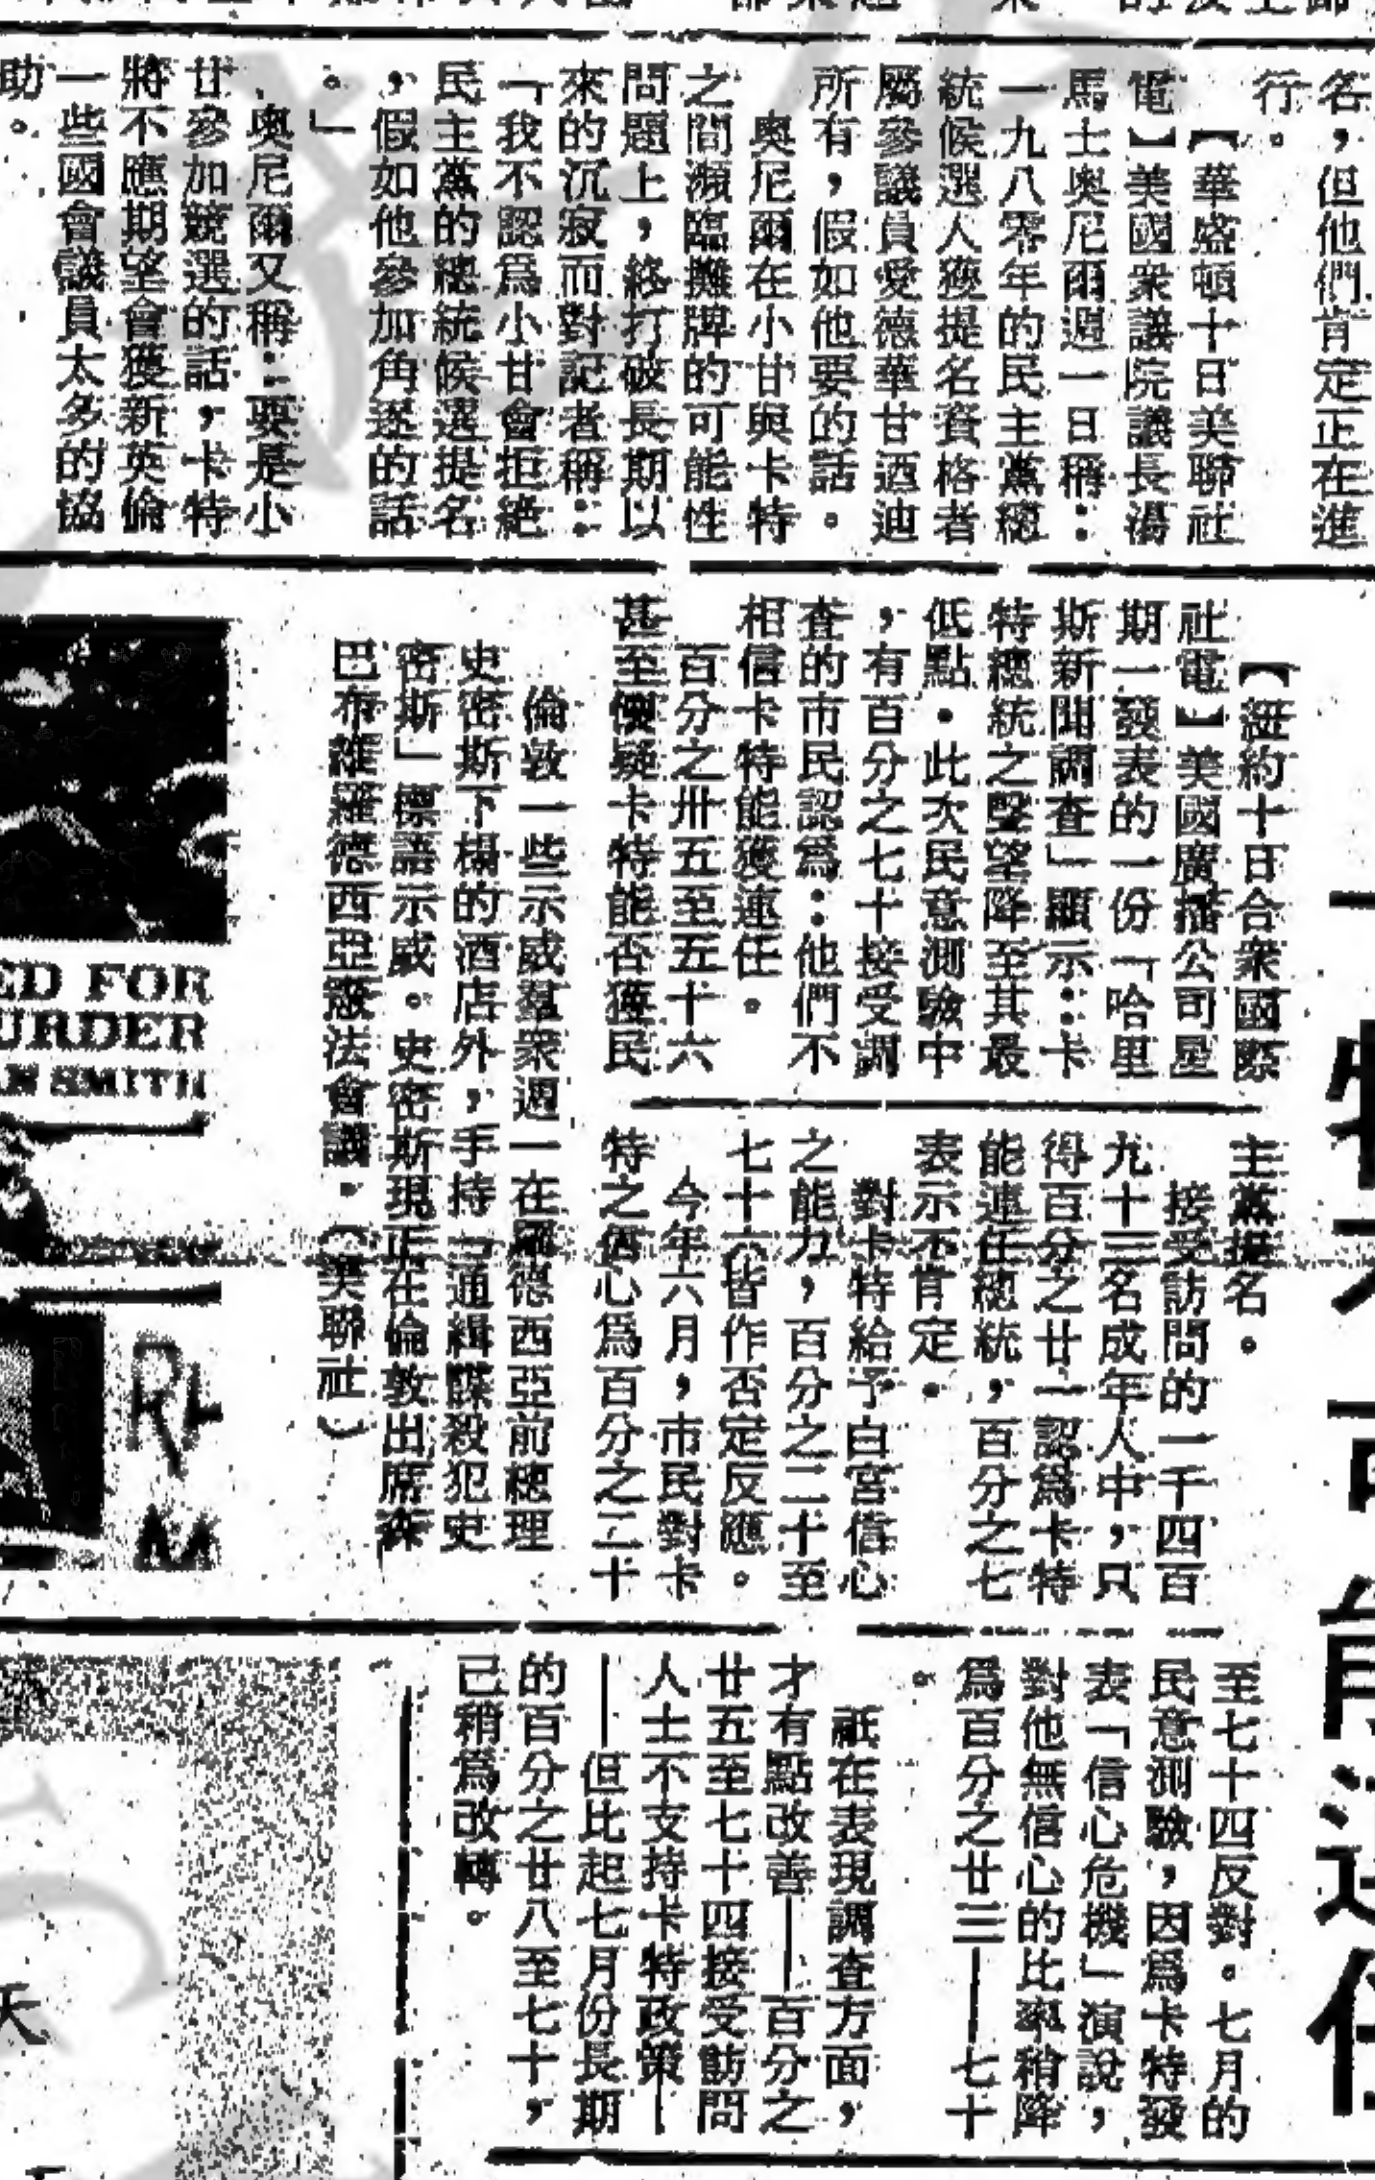 名，但他們肯定正在進
行。
【華盛頓十日美聯社
電】美國衆議院議長湯
馬士奧尼爾週一日稱：
一九八零年的民主黨總
統候選人獲提名資格者
屬參議員愛德華甘迺迪
所有，假如他要的話。
奧尼爾在小甘與卡特
之間瀕臨攤牌的可能性
問題上，終打破長期以
來的沉寂而對記者稱：
「我不認爲小甘會拒絕
民主黨的總統候選提名
，假如他參加角逐的話
。」
奧尼爾又稱：要是小
甘參加競選的話，卡特
將不應期望會獲新英倫
一些國會議員太多的協
助。
【紐約十日合衆國際
社電】美國廣播公司星
期一發表的一份「哈里
斯新聞調查」顯示：卡
特總統之聲望降至其最
低點．此次民意測驗中
，有百分之七十接受調
查的市民認爲：他們不
相信卡特能獲連任。
百分之卅五至五十六
甚至懷疑卡特能否獲民
主黨提名。
接受訪問的一千四百
九十三名成年人中，只
得百分之廿一認爲卡特
能連任總統，百分之七
表示不肯定．
對卡特給予白宮信心
之能力，百分之二十至
七十六皆作否定反應。
今年六月，市民對卡
特之信心爲百分之二十
至七十四反對。七月的
民意測驗，因爲卡特發
表「信心危機」演說，
對他無信心的比率稍降
爲百分之廿三——七十
。
祇在表現調查方面，
才有點改善——百分之
廿五至七十四接受訪問
人士不支持卡特政策—
—但比起七月份長期
的百分之廿八至七十，
已稍爲改轉。
倫敦一些示威羣衆週一在羅德西亞前總理
史密斯下榻的酒店外，手持「通緝謀殺犯史
密斯」標語示威。史密斯現正在倫敦出席森
巴布維羅德西亞憲法會議．（美聯社）
ED FOR
URDER
AN SMITH
RH
M
天